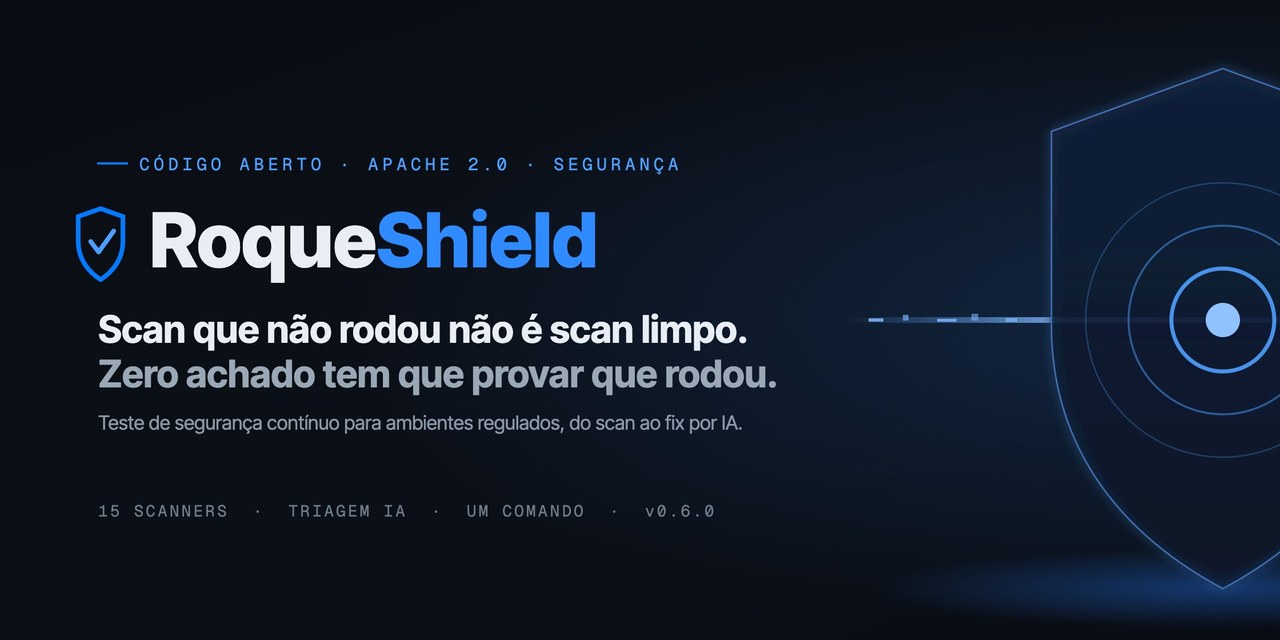 CÓDIGO ABERTO · APACHE 2.0 · SEGURANÇA
RoqueShield
Scan que não rodou não é scan limpo.
Zero achado tem que provar que rodou.
Teste de segurança contínuo para ambientes regulados, do scan ao fix por IA.
15 SCANNERS · TRIAGEM IA · UM COMANDO · v0.6.0